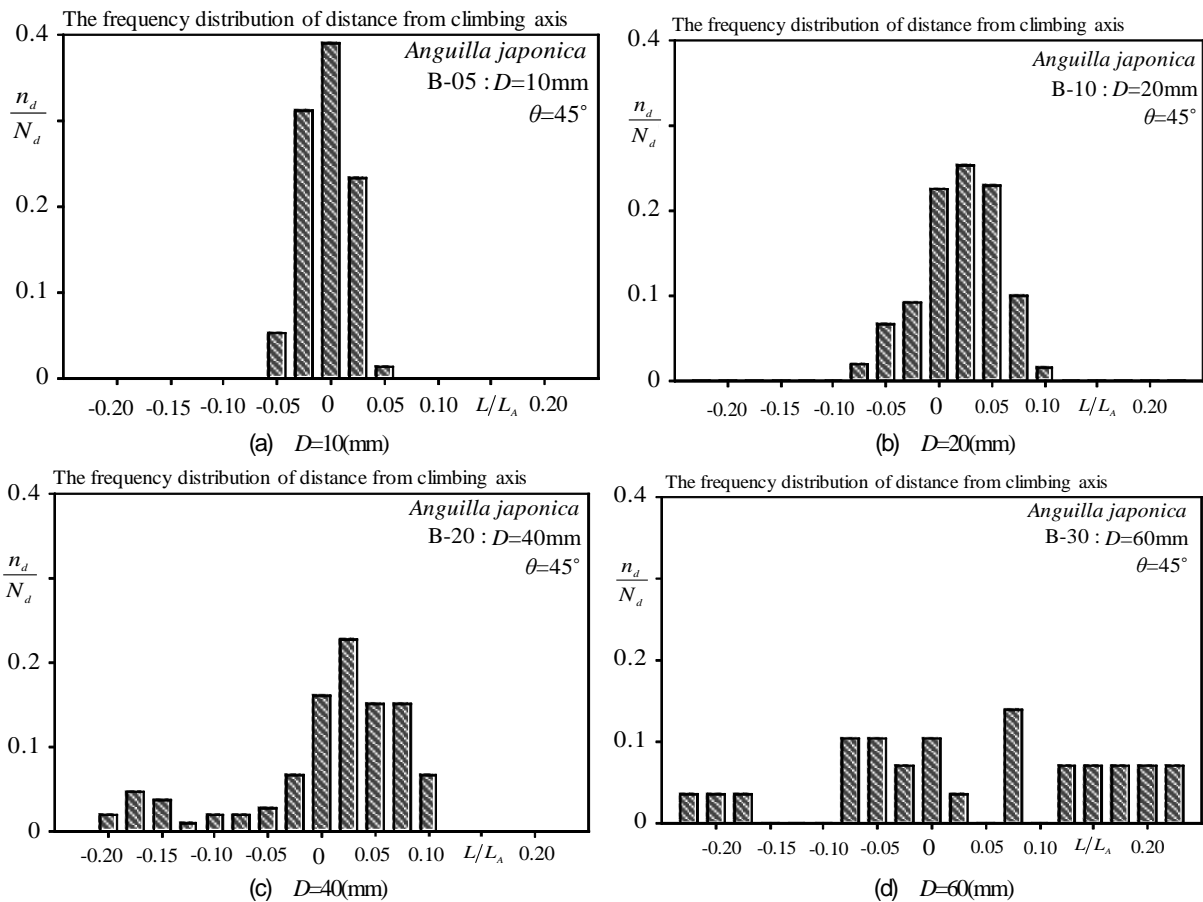 The frequency distribution of distance from climbing axis
0.4
Anguilla japonica
B-05 : D=10mm
θ=45°
n_d
N_d
0.2
0.1
0
-0.20 -0.15 -0.10 -0.05 0 0.05 0.10 L/L_A 0.20
(a) D=10(mm)
The frequency distribution of distance from climbing axis
0.4
Anguilla japonica
B-10 : D=20mm
θ=45°
n_d
N_d
0.2
0.1
0
-0.20 -0.15 -0.10 -0.05 0 0.05 0.10 L/L_A 0.20
(b) D=20(mm)
The frequency distribution of distance from climbing axis
0.4
Anguilla japonica
B-20 : D=40mm
θ=45°
n_d
N_d
0.2
0.1
0
-0.20 -0.15 -0.10 -0.05 0 0.05 0.10 L/L_A 0.20
(c) D=40(mm)
The frequency distribution of distance from climbing axis
0.4
Anguilla japonica
B-30 : D=60mm
θ=45°
n_d
N_d
0.2
0.1
0
-0.20 -0.15 -0.10 -0.05 0 0.05 0.10 L/L_A 0.20
(d) D=60(mm)